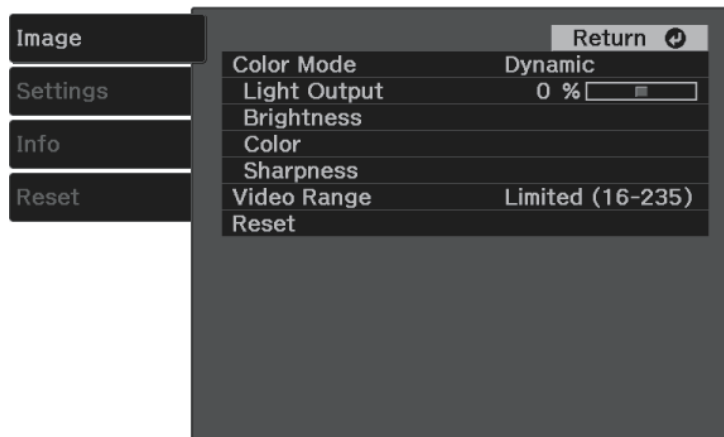 Image
Settings
Info
Reset
Return
Color Mode Dynamic
Light Output 0 %
Brightness
Color
Sharpness
Video Range Limited (16-235)
Reset